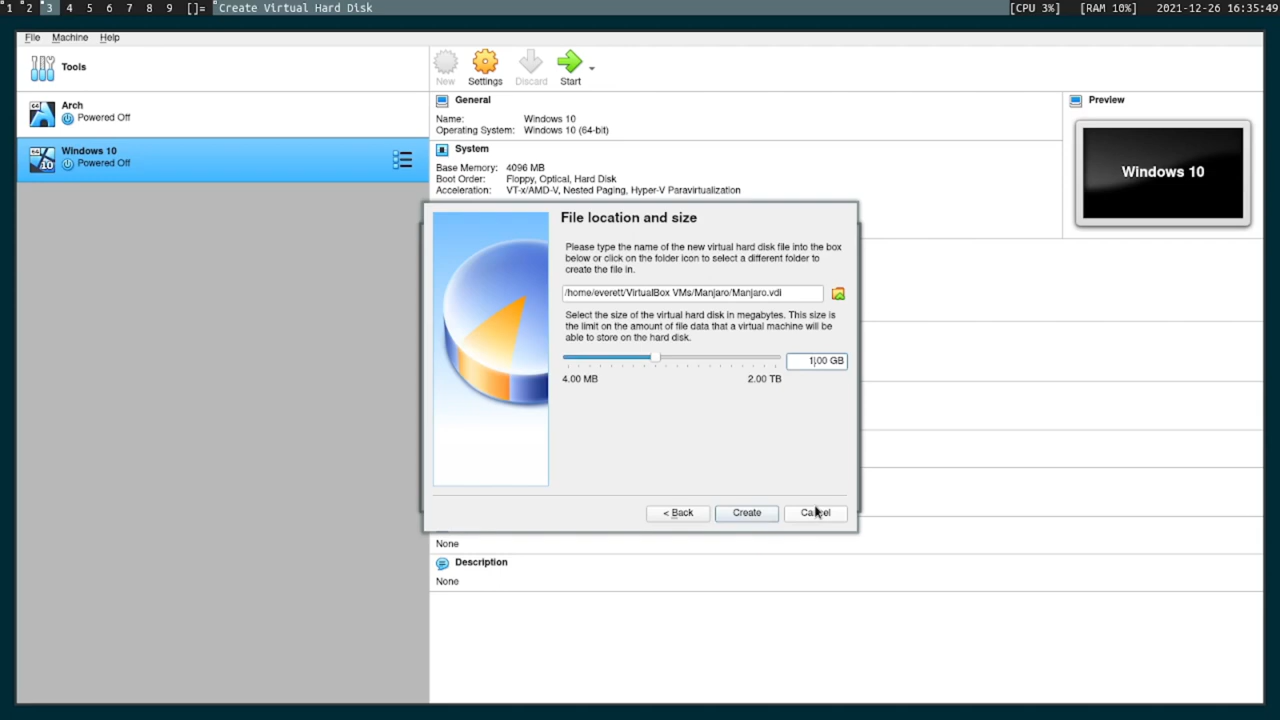 1 2 3 4 5 6 7 8 9 []= Create Virtual Hard Disk [CPU 3%] [RAM 10%] 2021-12-26 16:35:49
File Machine Help
Tools
New Settings Discard Start
Arch
Powered Off
Windows 10
Powered Off
General
Name: Windows 10
Operating System: Windows 10 (64-bit)
System
Base Memory: 4096 MB
Boot Order: Floppy, Optical, Hard Disk
Acceleration: VT-x/AMD-V, Nested Paging, Hyper-V Paravirtualization
Preview
Windows 10
File location and size
Please type the name of the new virtual hard disk file into the box
below or click on the folder icon to select a different folder to
create the file in.
/home/everett/VirtualBox VMs/Manjaro/Manjaro.vdi
Select the size of the virtual hard disk in megabytes. This size is
the limit on the amount of file data that a virtual machine will be
able to store on the hard disk.
1.00 GB
4.00 MB 2.00 TB
< Back Create Cancel
None
Description
None